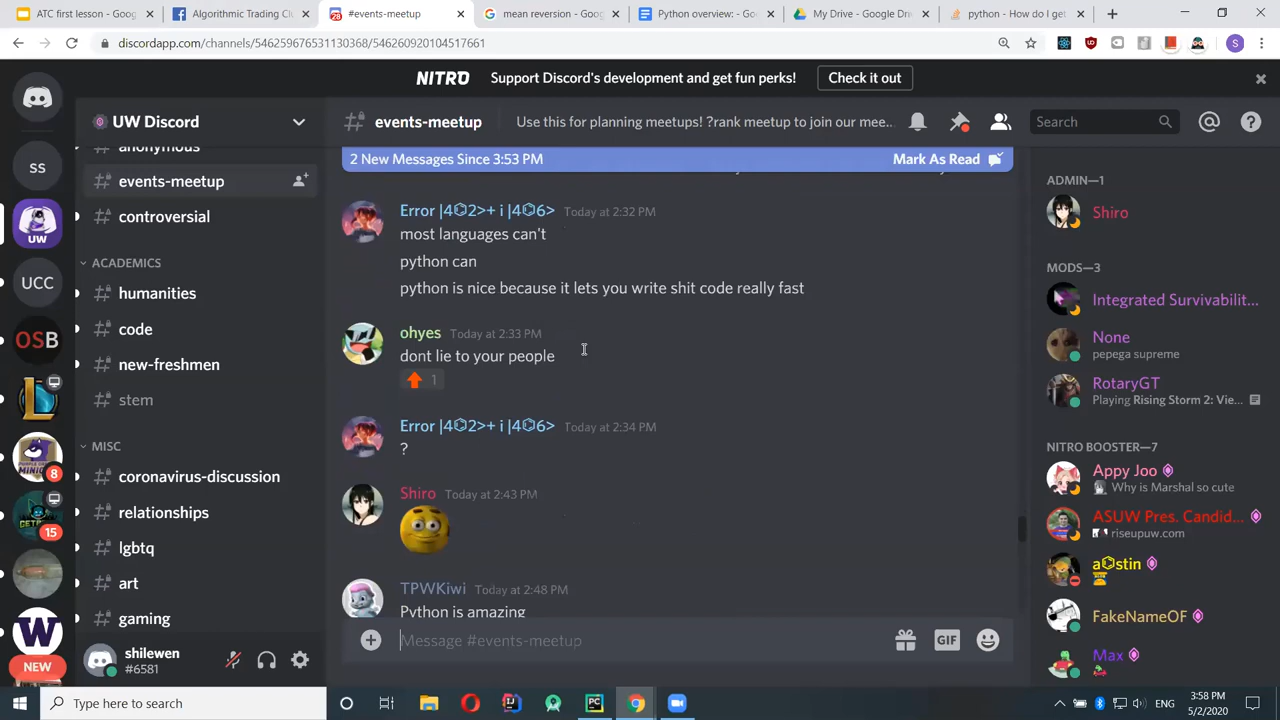 ATC first lesson - Goo
Algorithmic Trading Cl
#events-meetup
mean reversion - Goog
Python overview: - Goo
My Drive - Google Driv
python - How do I get
discordapp.com/channels/546259676531130368/546260920104517661
NITRO Support Discord's development and get fun perks! Check it out
UW Discord
events-meetup
Use this for planning meetups! ?rank meetup to join our mee...
Search
anonymous
events-meetup
controversial
ACADEMICS
humanities
code
new-freshmen
stem
MISC
coronavirus-discussion
relationships
lgbtq
art
gaming
SS
UW
UCC
OSB
8
15
W
NEW
28
S
shilewen
#6581
2 New Messages Since 3:53 PM Mark As Read
Error |4⌬2>+ i |4⌬6> Today at 2:32 PM
most languages can't
python can
python is nice because it lets you write shit code really fast
ohyes Today at 2:33 PM
dont lie to your people
1
Error |4⌬2>+ i |4⌬6> Today at 2:34 PM
?
Shiro Today at 2:43 PM
TPWKiwi Today at 2:48 PM
Python is amazing
Message #events-meetup
GIF
ADMIN—1
Shiro
MODS—3
Integrated Survivabilit...
None
pepega supreme
RotaryGT
Playing Rising Storm 2: Vie...
NITRO BOOSTER—7
Appy Joo
Why is Marshal so cute
ASUW Pres. Candid...
riseupuw.com
a⌬stin
FakeNameOF
Max
Type here to search
ENG
3:58 PM
5/2/2020